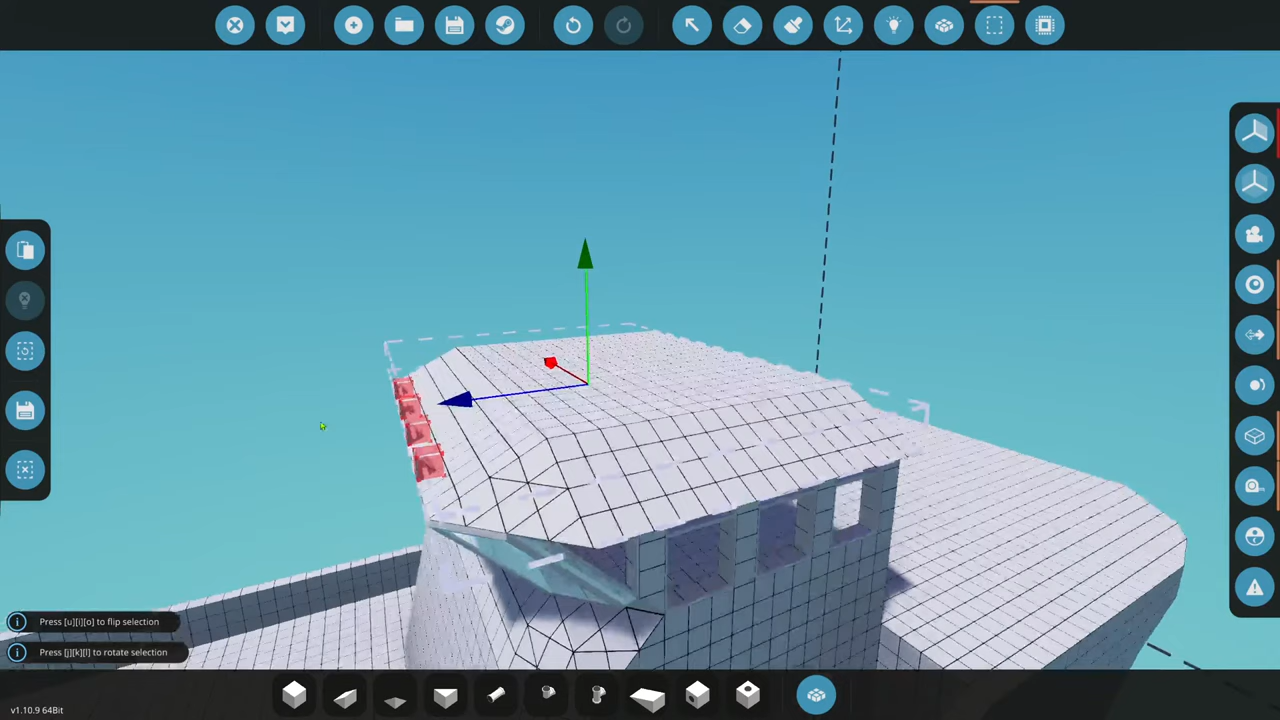 Press [u][i][o] to flip selection
Press [j][k][l] to rotate selection
v1.10.9 64Bit